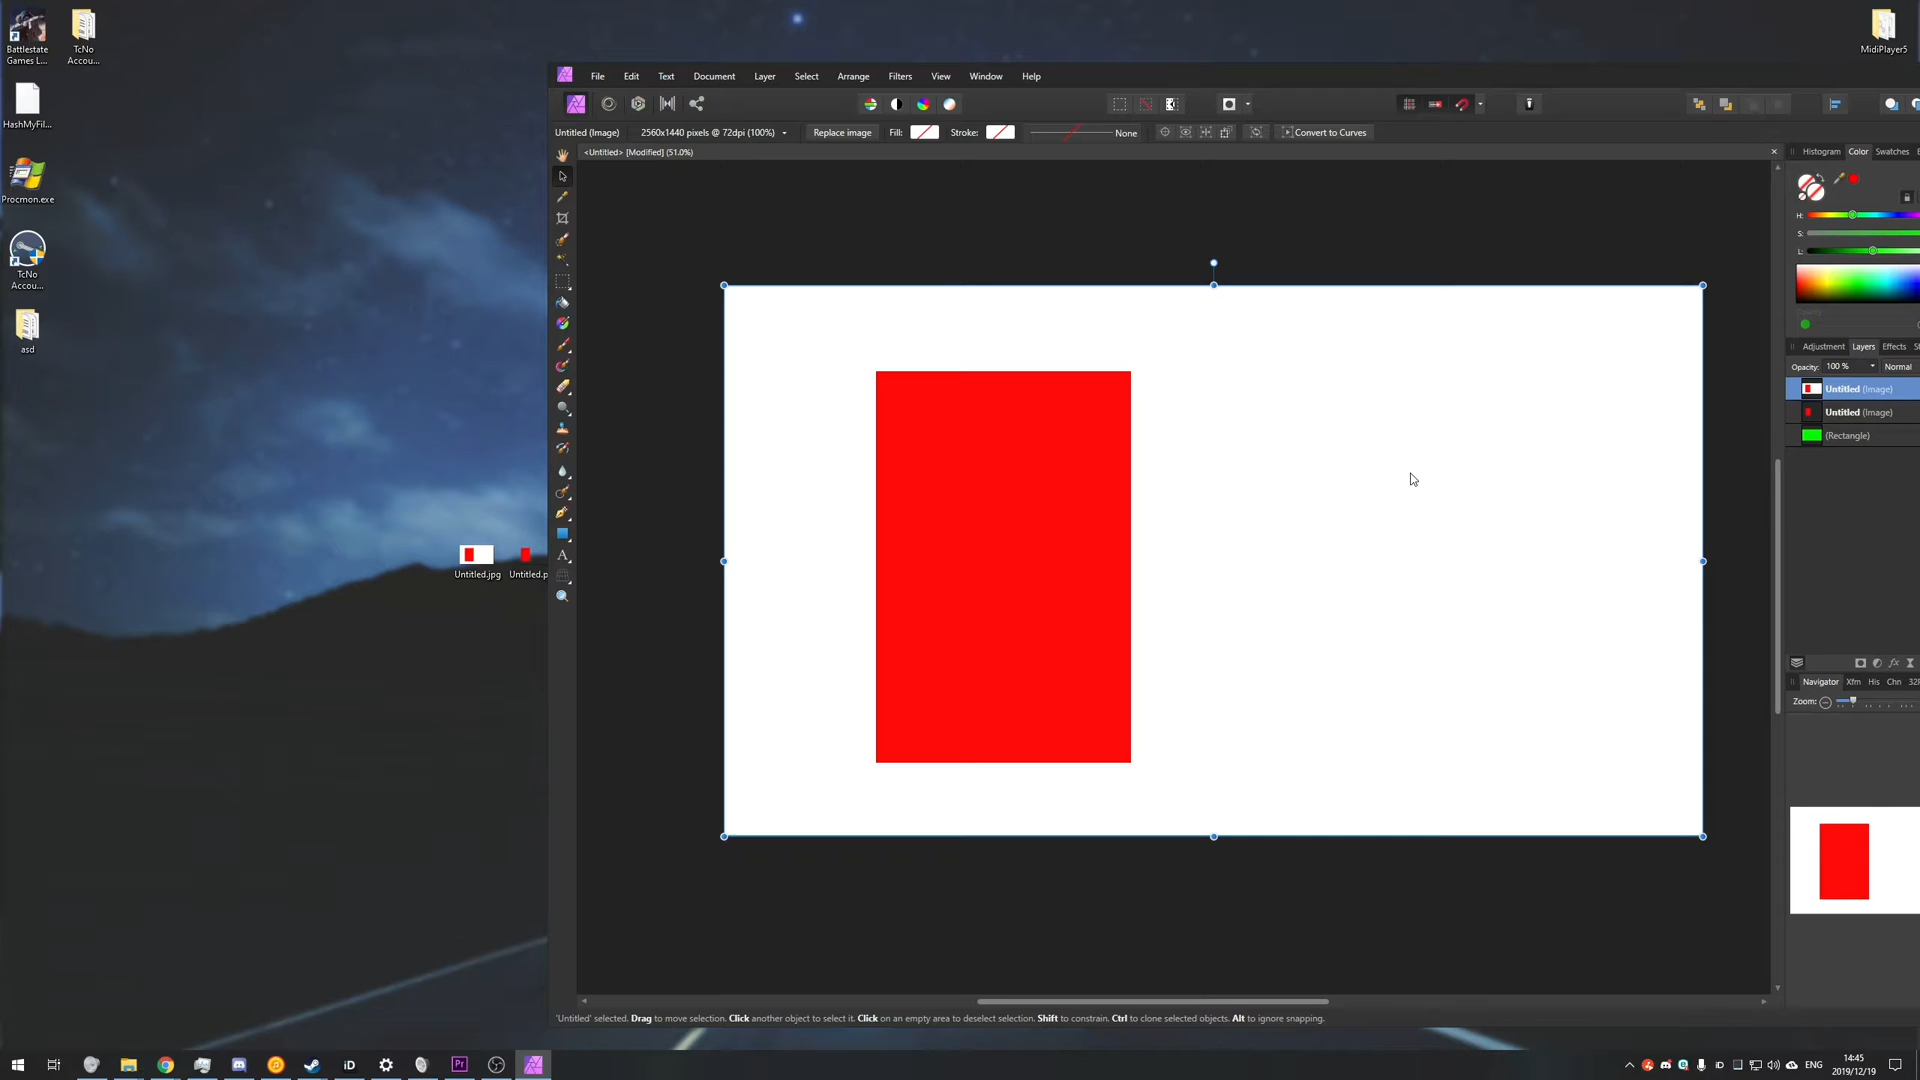 Battlestate
Games L...
TcNo
Accou...
MidiPlayer5
HashMyFil...
Procmon.exe
TcNo
Accou...
asd
Untitled.jpg
Untitled.p
File Edit Text Document Layer Select Arrange Filters View Window Help
Untitled (Image) 2560x1440 pixels @ 72dpi (100%) Replace image Fill: Stroke: None Convert to Curves
<Untitled> [Modified] (51.0%)
Histogram Color Swatches
H:
S:
L:
Adjustment Layers Effects St
Opacity: 100 % Normal
Untitled (Image)
Untitled (Image)
(Rectangle)
Navigator Xfm His Chn 32P
Zoom:
'Untitled' selected. Drag to move selection. Click another object to select it. Click on an empty area to deselect selection. Shift to constrain. Ctrl to clone selected objects. Alt to ignore snapping.
iD Pr
iD ENG
14:45
2019/12/19